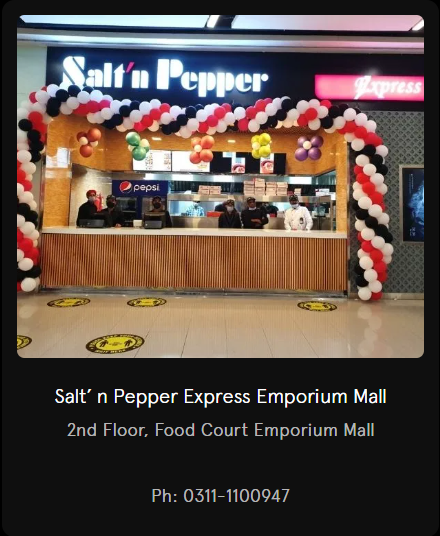 Salt'n Pepper
Express
pepsi
Salt' n Pepper Express Emporium Mall
2nd Floor, Food Court Emporium Mall
Ph: 0311-1100947